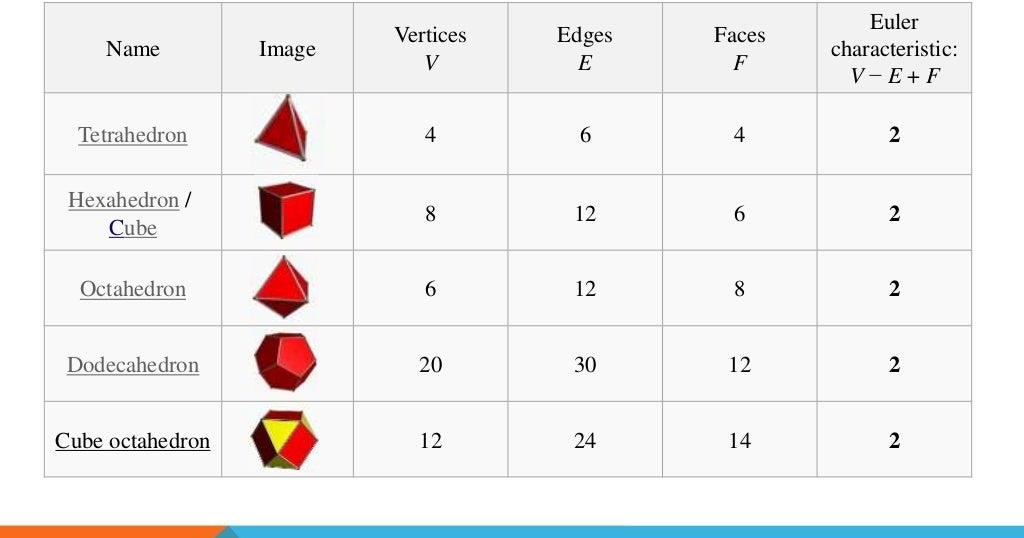 Name
Image
Vertices
V
Edges
E
Faces
F
Euler
characteristic:
V − E + F
Tetrahedron
4
6
4
2
Hexahedron /
Cube
8
12
6
2
Octahedron
6
12
8
2
Dodecahedron
20
30
12
2
Cube octahedron
12
24
14
2